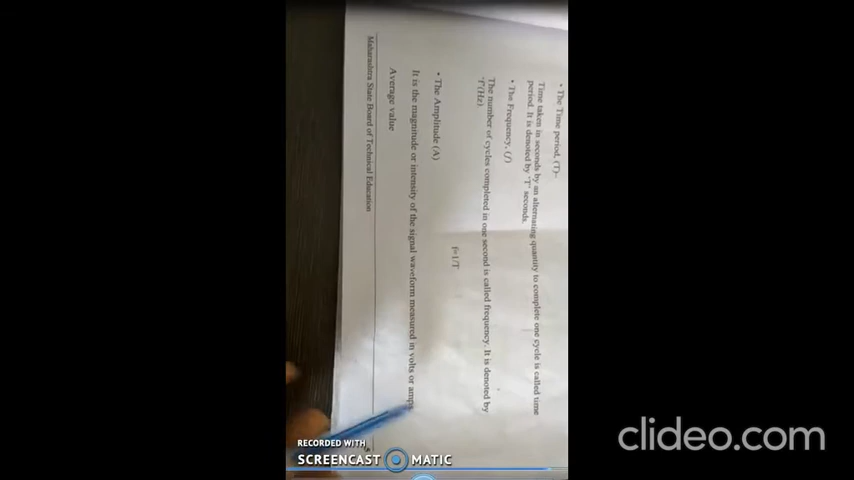 • The Time period, (T)–
Time taken in seconds by an alternating quantity to complete one cycle is called time
period. It is denoted by 'T' seconds.
• The Frequency, (f)
The number of cycles completed in one second is called frequency. It is denoted by
'f'(Hz)
f=1/T
• The Amplitude (A)
It is the magnitude or intensity of the signal waveform measured in volts or amps
Average value
Maharashtra State Board of Technical Education
RECORDED WITH
SCREENCAST MATIC
clideo.com